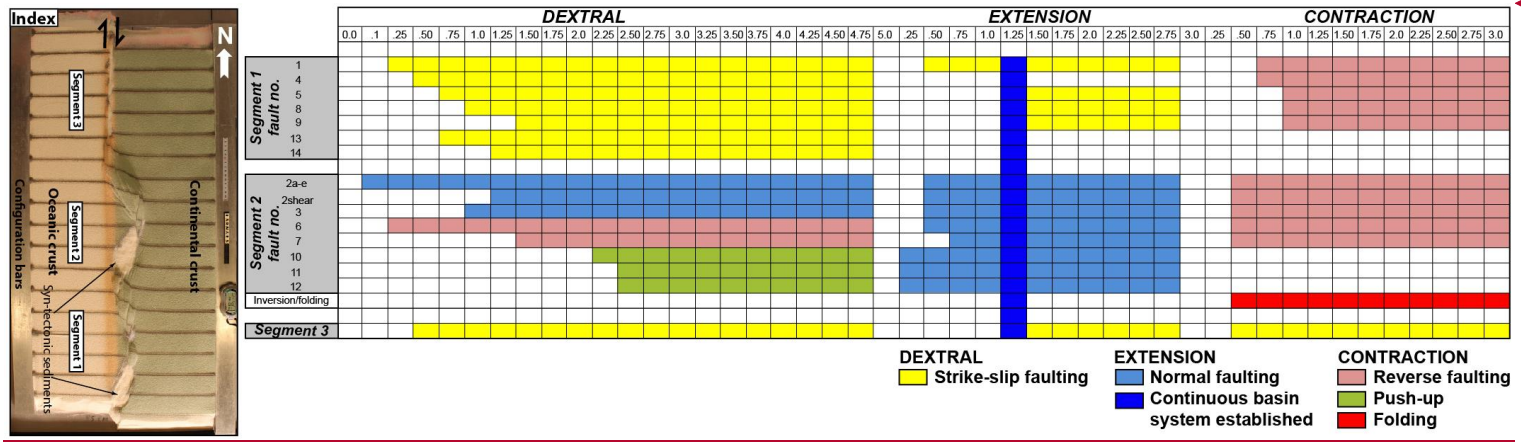 Index
N
Segment 3
Segment 2
Segment 1
Configuration bars
Oceanic crust
Continental crust
Syn-tectonic sediments
DEXTRAL EXTENSION CONTRACTION
0.0 .1 .25 .50 .75 1.0 1.25 1.50 1.75 2.0 2.25 2.50 2.75 3.0 3.25 3.50 3.75 4.0 4.25 4.50 4.75 5.0 .25 .50 .75 1.0 1.25 1.50 1.75 2.0 2.25 2.50 2.75 3.0 .25 .50 .75 1.0 1.25 1.50 1.75 2.0 2.25 2.50 2.75 3.0
Segment 1
fault no.
1
4
5
8
9
13
14
Segment 2
fault no.
2a-e
2shear
3
6
7
10
11
12
Inversion/folding
Segment 3
DEXTRAL
Strike-slip faulting
EXTENSION
Normal faulting
Continuous basin
system established
CONTRACTION
Reverse faulting
Push-up
Folding